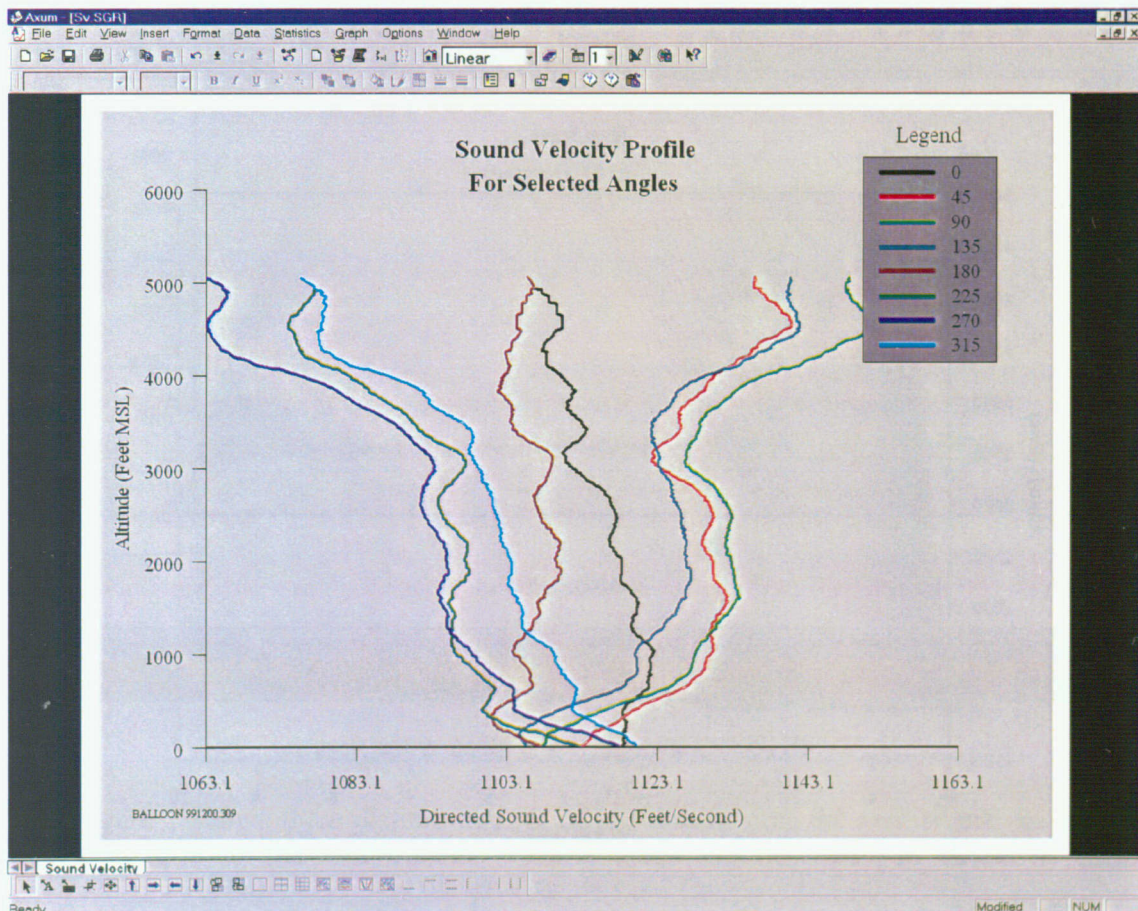 Axum - [Sv.SGR]
File Edit View Insert Format Data Statistics Graph Options Window Help
Linear
1
B I U
Sound Velocity Profile
For Selected Angles
Legend
0
45
90
135
180
225
270
315
6000
5000
4000
3000
2000
1000
0
Altitude (Feet MSL)
1063.1 1083.1 1103.1 1123.1 1143.1 1163.1
Directed Sound Velocity (Feet/Second)
BALLOON 991200.309
Sound Velocity
Ready
Modified NUM